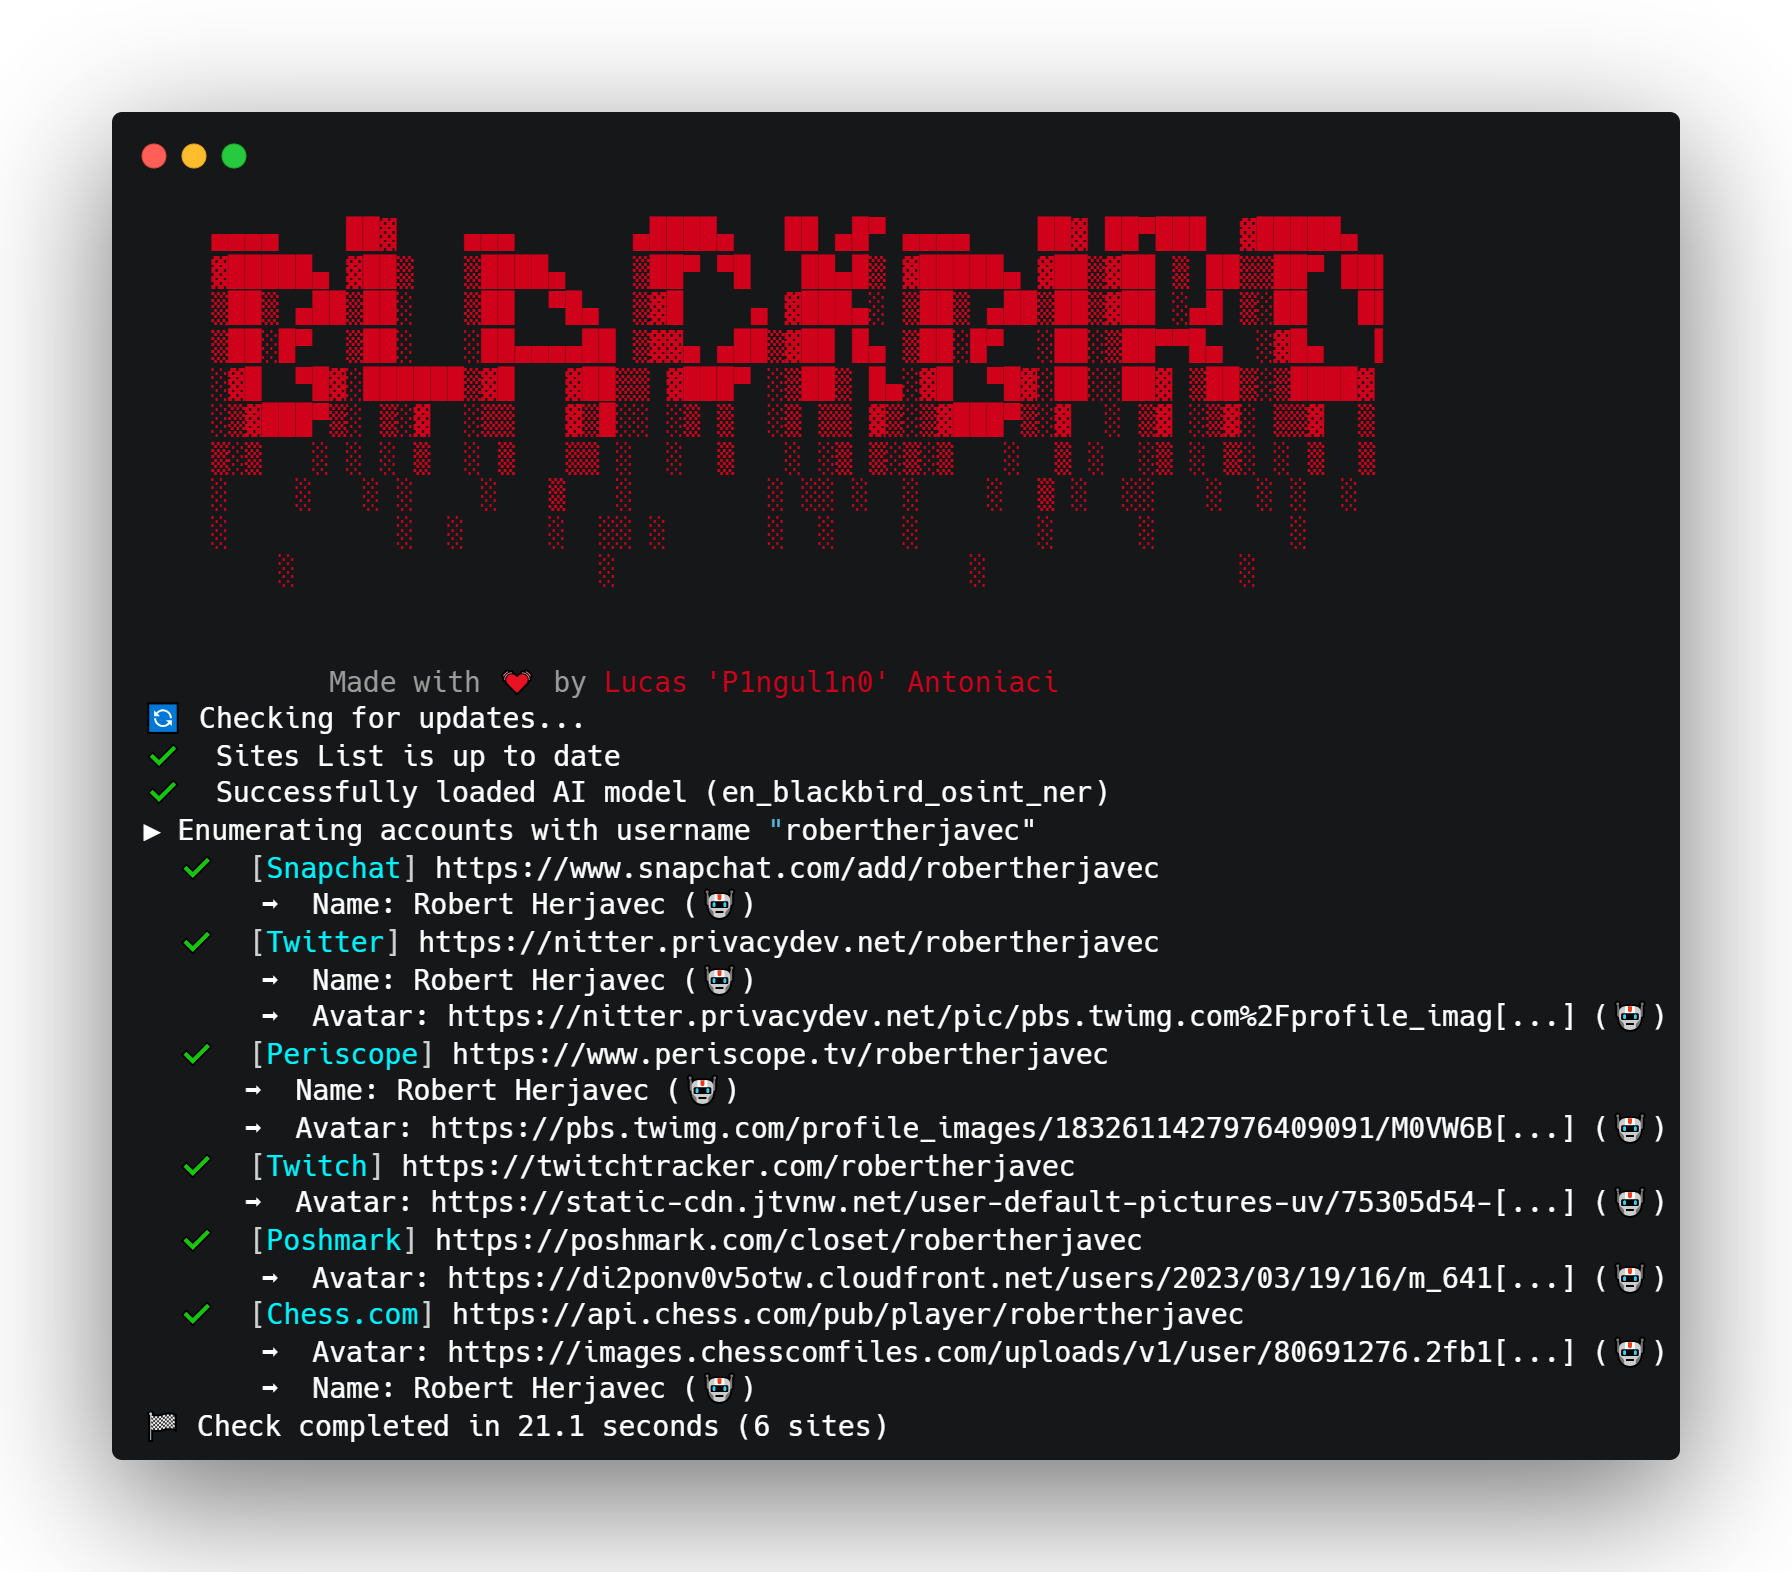 BLACKBIRD
Made with ❤ by Lucas 'P1ngul1n0' Antoniaci
Checking for updates...
Sites List is up to date
Successfully loaded AI model (en_blackbird_osint_ner)
▶ Enumerating accounts with username "robertherjavec"
✔ [Snapchat] https://www.snapchat.com/add/robertherjavec
➡ Name: Robert Herjavec (🤖)
✔ [Twitter] https://nitter.privacydev.net/robertherjavec
➡ Name: Robert Herjavec (🤖)
➡ Avatar: https://nitter.privacydev.net/pic/pbs.twimg.com%2Fprofile_imag[...] (🤖)
✔ [Periscope] https://www.periscope.tv/robertherjavec
➡ Name: Robert Herjavec (🤖)
➡ Avatar: https://pbs.twimg.com/profile_images/1832611427976409091/M0VW6B[...] (🤖)
✔ [Twitch] https://twitchtracker.com/robertherjavec
➡ Avatar: https://static-cdn.jtvnw.net/user-default-pictures-uv/75305d54-[...] (🤖)
✔ [Poshmark] https://poshmark.com/closet/robertherjavec
➡ Avatar: https://di2ponv0v5otw.cloudfront.net/users/2023/03/19/16/m_641[...] (🤖)
✔ [Chess.com] https://api.chess.com/pub/player/robertherjavec
➡ Avatar: https://images.chesscomfiles.com/uploads/v1/user/80691276.2fb1[...] (🤖)
➡ Name: Robert Herjavec (🤖)
🏁 Check completed in 21.1 seconds (6 sites)